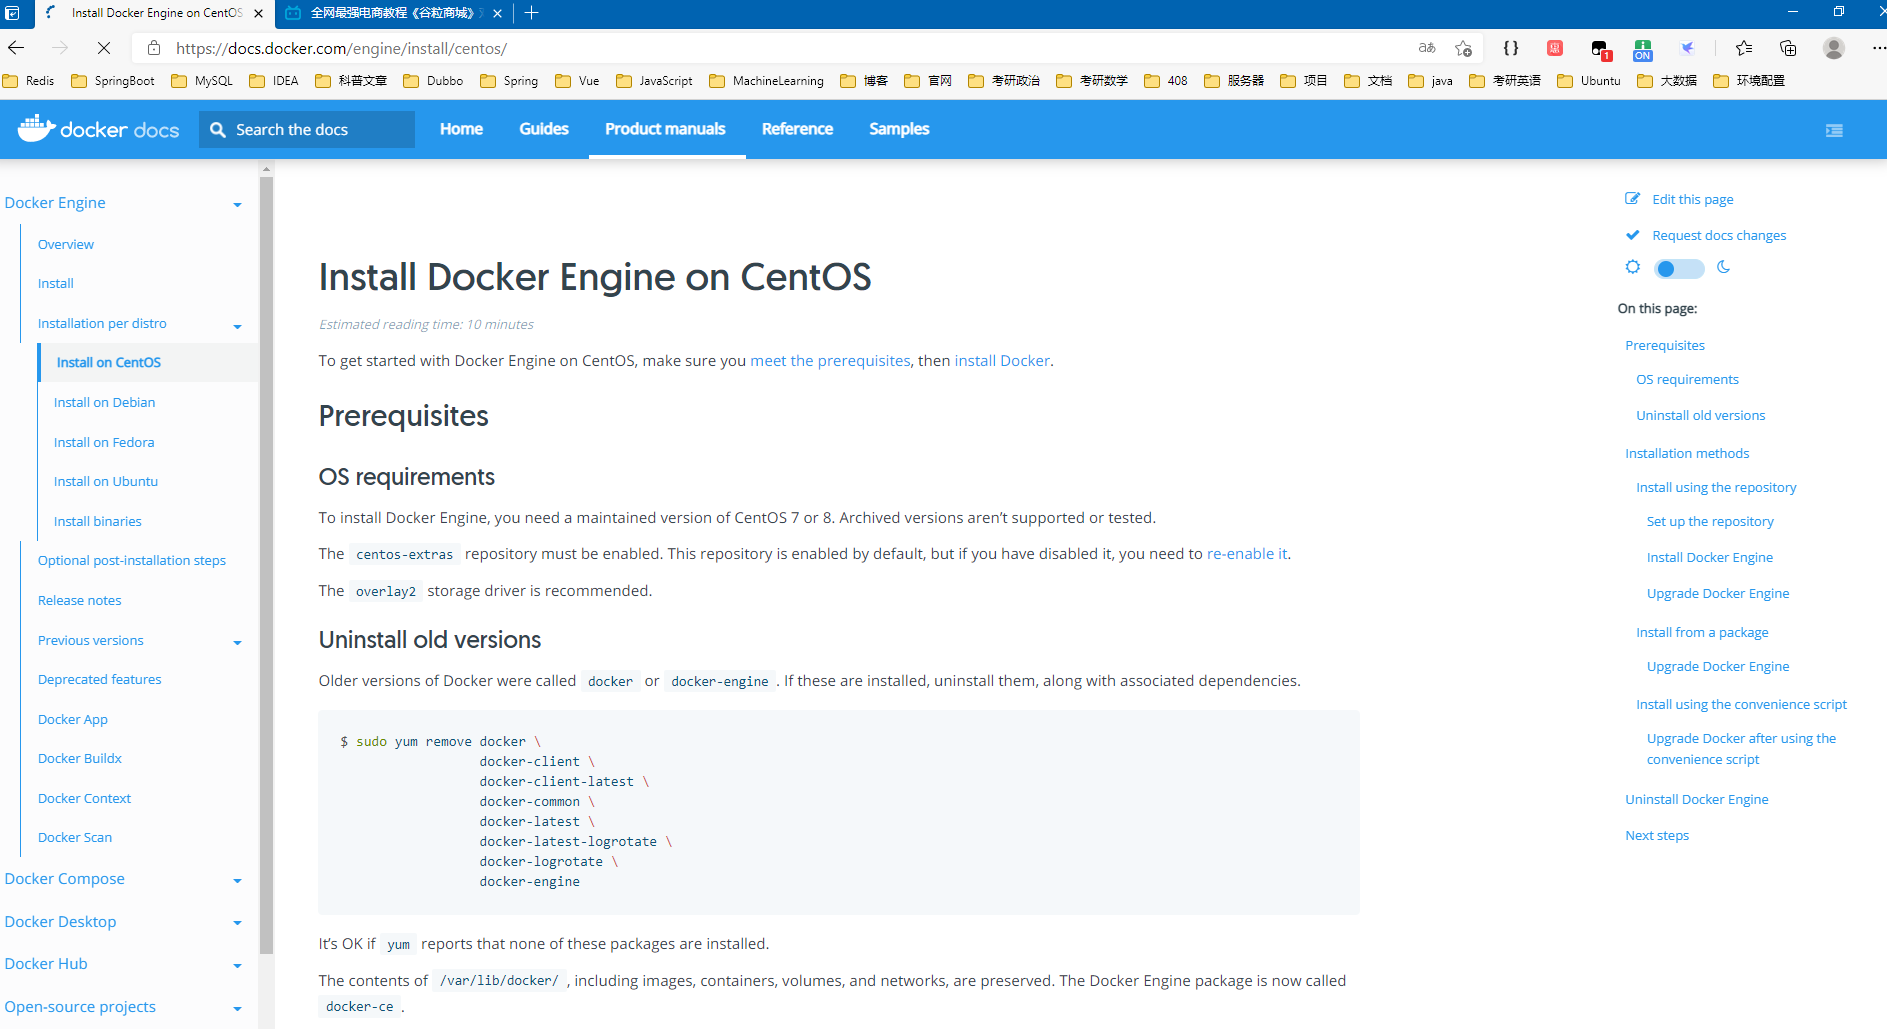 Install Docker Engine on CentOS
全网最强电商教程《谷粒商城》
https://docs.docker.com/engine/install/centos/
Redis SpringBoot MySQL IDEA 科普文章 Dubbo Spring Vue JavaScript MachineLearning 博客 官网 考研政治 考研数学 408 服务器 项目 文档 java 考研英语 Ubuntu 大数据 环境配置
docker docs Search the docs Home Guides Product manuals Reference Samples
Docker Engine
Overview
Install
Installation per distro
Install on CentOS
Install on Debian
Install on Fedora
Install on Ubuntu
Install binaries
Optional post-installation steps
Release notes
Previous versions
Deprecated features
Docker App
Docker Buildx
Docker Context
Docker Scan
Docker Compose
Docker Desktop
Docker Hub
Open-source projects
Install Docker Engine on CentOS
Estimated reading time: 10 minutes
To get started with Docker Engine on CentOS, make sure you meet the prerequisites, then install Docker.
Prerequisites
OS requirements
To install Docker Engine, you need a maintained version of CentOS 7 or 8. Archived versions aren’t supported or tested.
The centos-extras repository must be enabled. This repository is enabled by default, but if you have disabled it, you need to re-enable it.
The overlay2 storage driver is recommended.
Uninstall old versions
Older versions of Docker were called docker or docker-engine . If these are installed, uninstall them, along with associated dependencies.
$ sudo yum remove docker \
docker-client \
docker-client-latest \
docker-common \
docker-latest \
docker-latest-logrotate \
docker-logrotate \
docker-engine
It’s OK if yum reports that none of these packages are installed.
The contents of /var/lib/docker/ , including images, containers, volumes, and networks, are preserved. The Docker Engine package is now called
docker-ce .
Edit this page
Request docs changes
On this page:
Prerequisites
OS requirements
Uninstall old versions
Installation methods
Install using the repository
Set up the repository
Install Docker Engine
Upgrade Docker Engine
Install from a package
Upgrade Docker Engine
Install using the convenience script
Upgrade Docker after using the
convenience script
Uninstall Docker Engine
Next steps